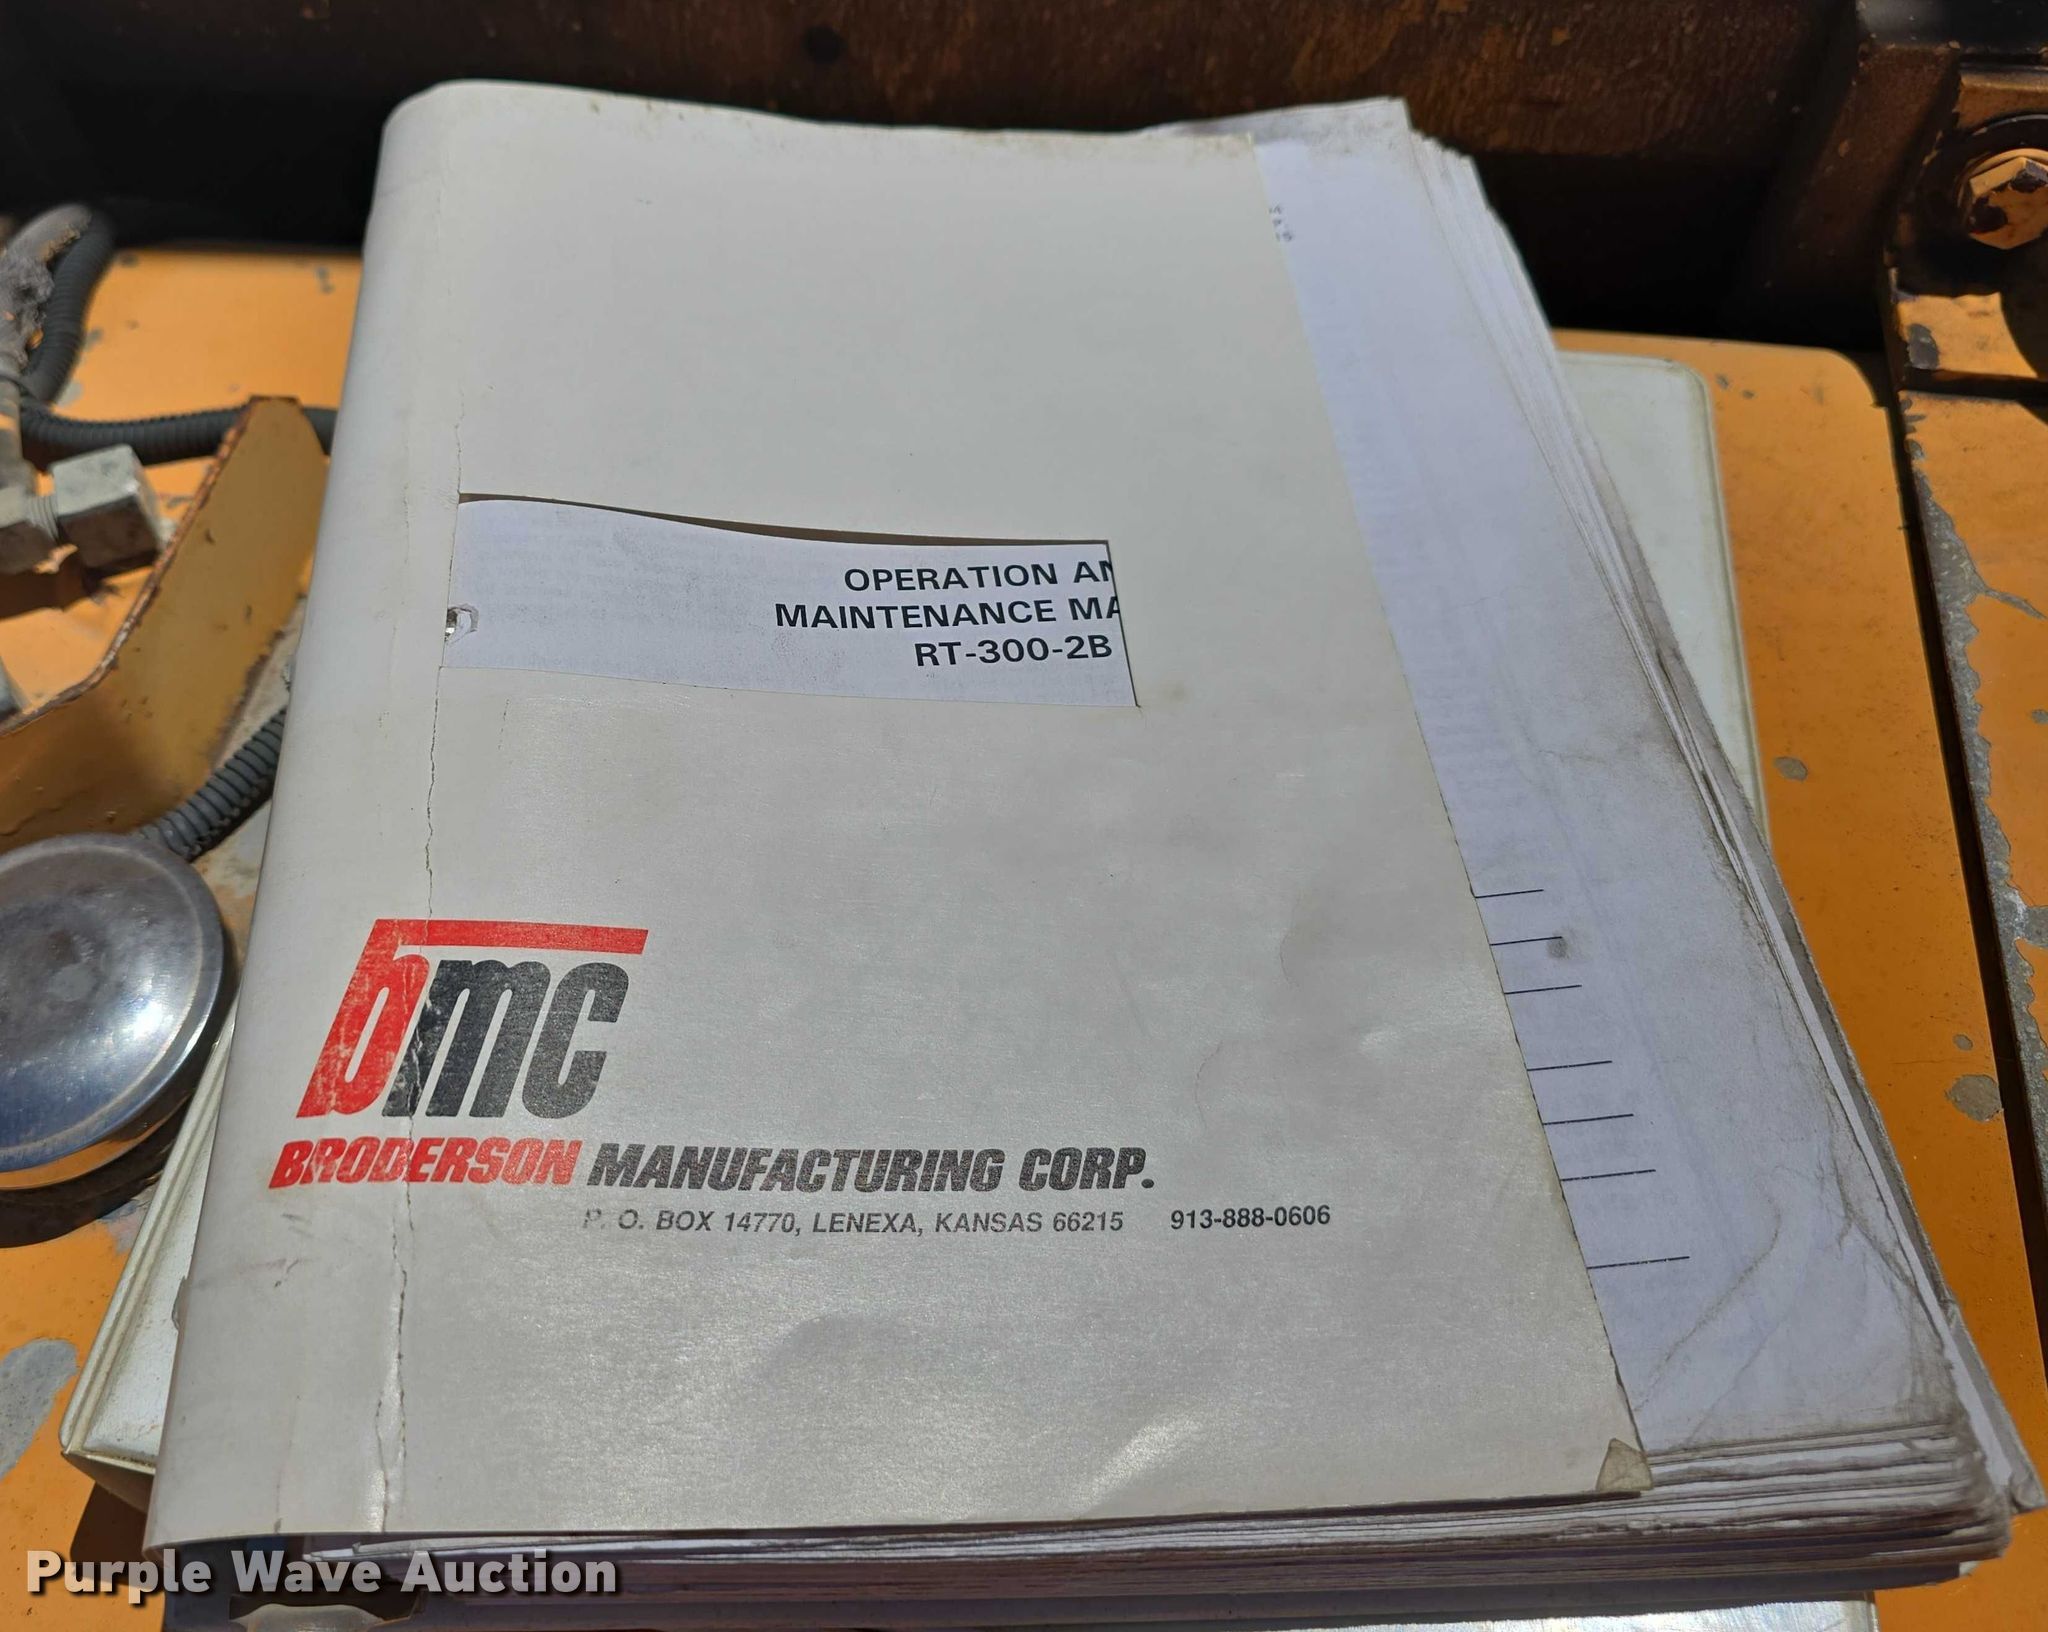 OPERATION AN
MAINTENANCE MA
RT-300-2B
bmc
BRODERSON MANUFACTURING CORP.
P. O. BOX 14770, LENEXA, KANSAS 66215 913-888-0606
Purple Wave Auction